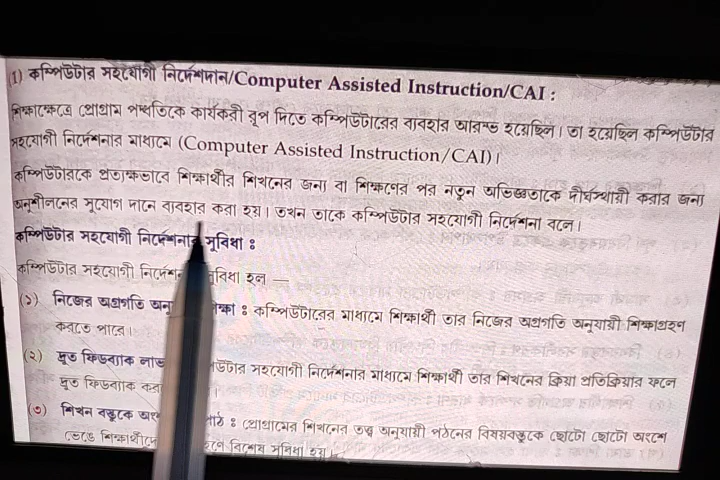 (1) কম্পিউটার সহযোগী নির্দেশদান/Computer Assisted Instruction/CAI :
শিক্ষাক্ষেত্রে প্রোগ্রাম পদ্ধতিকে কার্যকরী রূপ দিতে কম্পিউটারের ব্যবহার আরম্ভ হয়েছিল। তা হয়েছিল কম্পিউটার
সহযোগী নির্দেশনার মাধ্যমে (Computer Assisted Instruction/CAI)।
কম্পিউটারকে প্রত্যক্ষভাবে শিক্ষার্থীর শিখনের জন্য বা শিক্ষণের পর নতুন অভিজ্ঞতাকে দীর্ঘস্থায়ী করার জন্য
অনুশীলনের সুযোগ দানে ব্যবহার করা হয়। তখন তাকে কম্পিউটার সহযোগী নির্দেশনা বলে।
কম্পিউটার সহযোগী নির্দেশনার সুবিধা :
কম্পিউটার সহযোগী হল —
(১) নিজের অগ্রগতি : কম্পিউটারের মাধ্যমে শিক্ষার্থী তার নিজের অগ্রগতি অনুযায়ী শিক্ষাগ্রহণ
করতে পারে।
(২) দ্রুত ফিডব্যাক সহযোগী নির্দেশনার মাধ্যমে শিক্ষার্থী তার শিখনের ক্রিয়া প্রতিক্রিয়ার ফলে
দ্রুত ফিডব্যাক
(৩) শিখন বস্তুকে : প্রোগ্রামের শিখনের তত্ত্ব অনুযায়ী পঠনের বিষয়বস্তুকে ছোটো ছোটো অংশে
ভেঙে বিশেষ সুবিধা হয়।